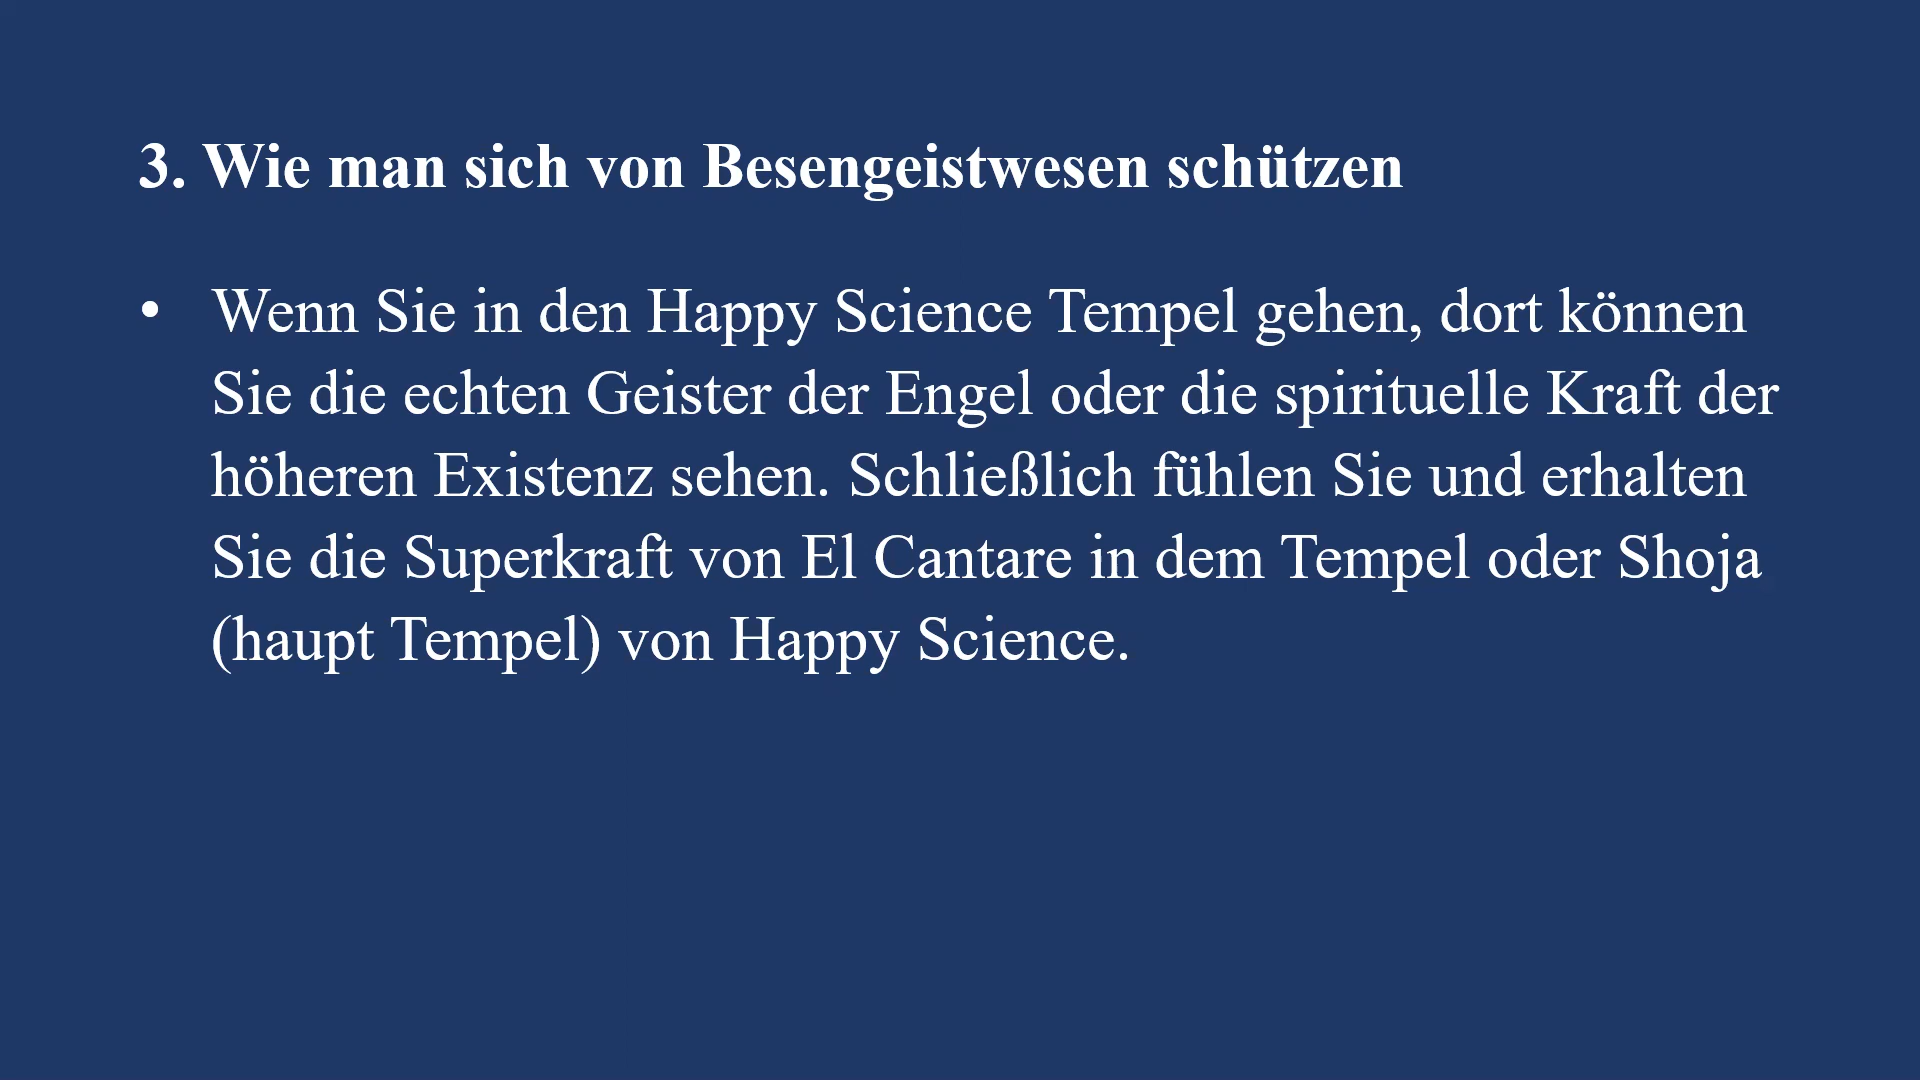 3. Wie man sich von Besengeistwesen schützen
• Wenn Sie in den Happy Science Tempel gehen, dort können
Sie die echten Geister der Engel oder die spirituelle Kraft der
höheren Existenz sehen. Schließlich fühlen Sie und erhalten
Sie die Superkraft von El Cantare in dem Tempel oder Shoja
(haupt Tempel) von Happy Science.